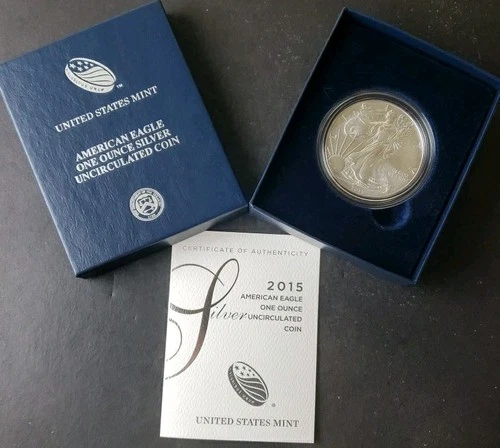 UNITED STATES MINT
AMERICAN EAGLE
ONE OUNCE SILVER
UNCIRCULATED COIN
CERTIFICATE OF AUTHENTICITY
2015
AMERICAN EAGLE
ONE OUNCE
Silver UNCIRCULATED
COIN
UNITED STATES MINT